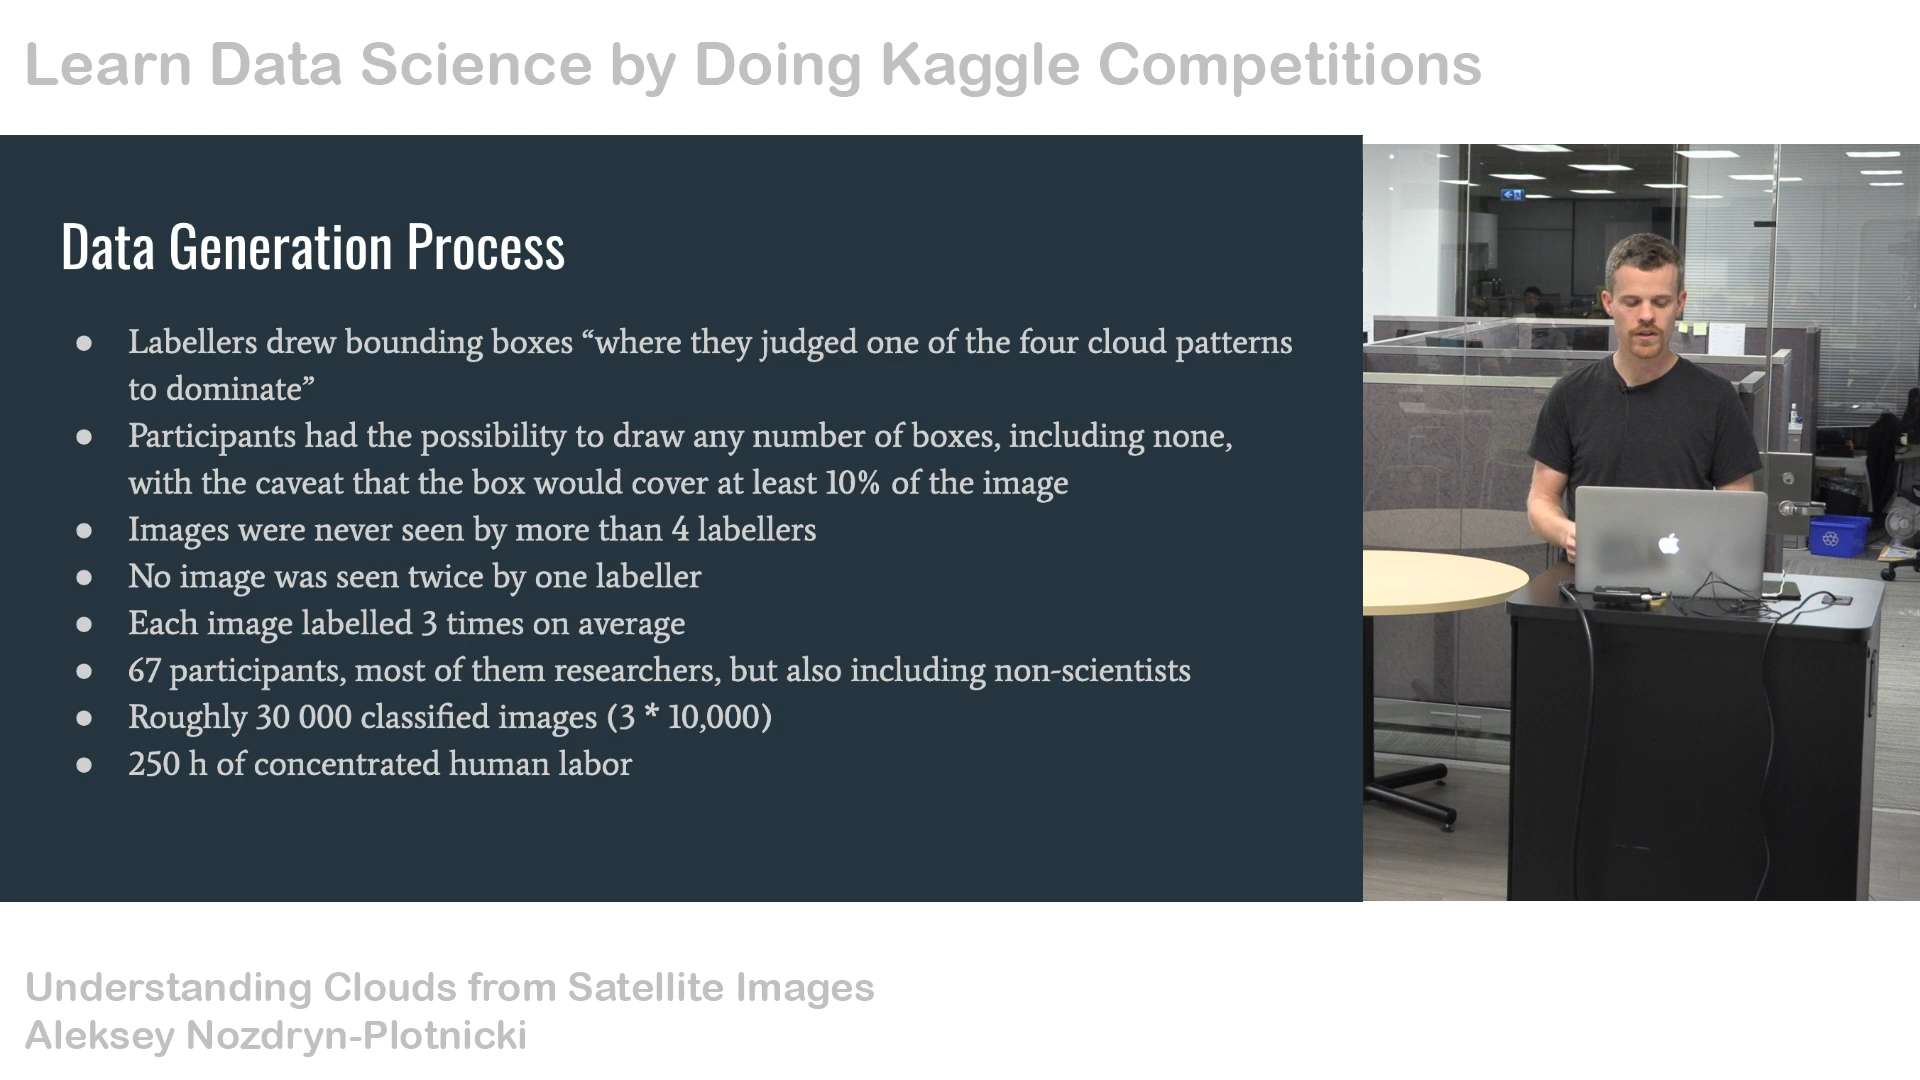 Learn Data Science by Doing Kaggle Competitions
Data Generation Process
● Labellers drew bounding boxes “where they judged one of the four cloud patterns
to dominate”
● Participants had the possibility to draw any number of boxes, including none,
with the caveat that the box would cover at least 10% of the image
● Images were never seen by more than 4 labellers
● No image was seen twice by one labeller
● Each image labelled 3 times on average
● 67 participants, most of them researchers, but also including non-scientists
● Roughly 30 000 classified images (3 * 10,000)
● 250 h of concentrated human labor
Understanding Clouds from Satellite Images
Aleksey Nozdryn-Plotnicki